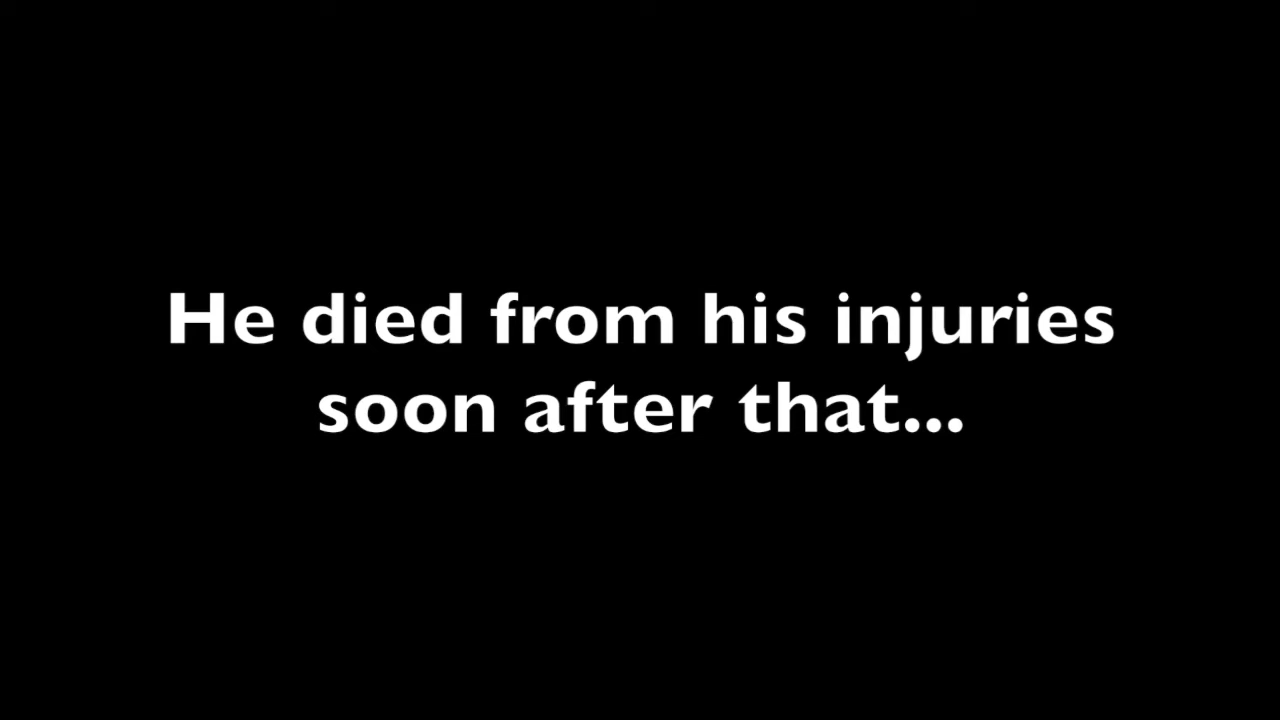 He died from his injuries
soon after that...